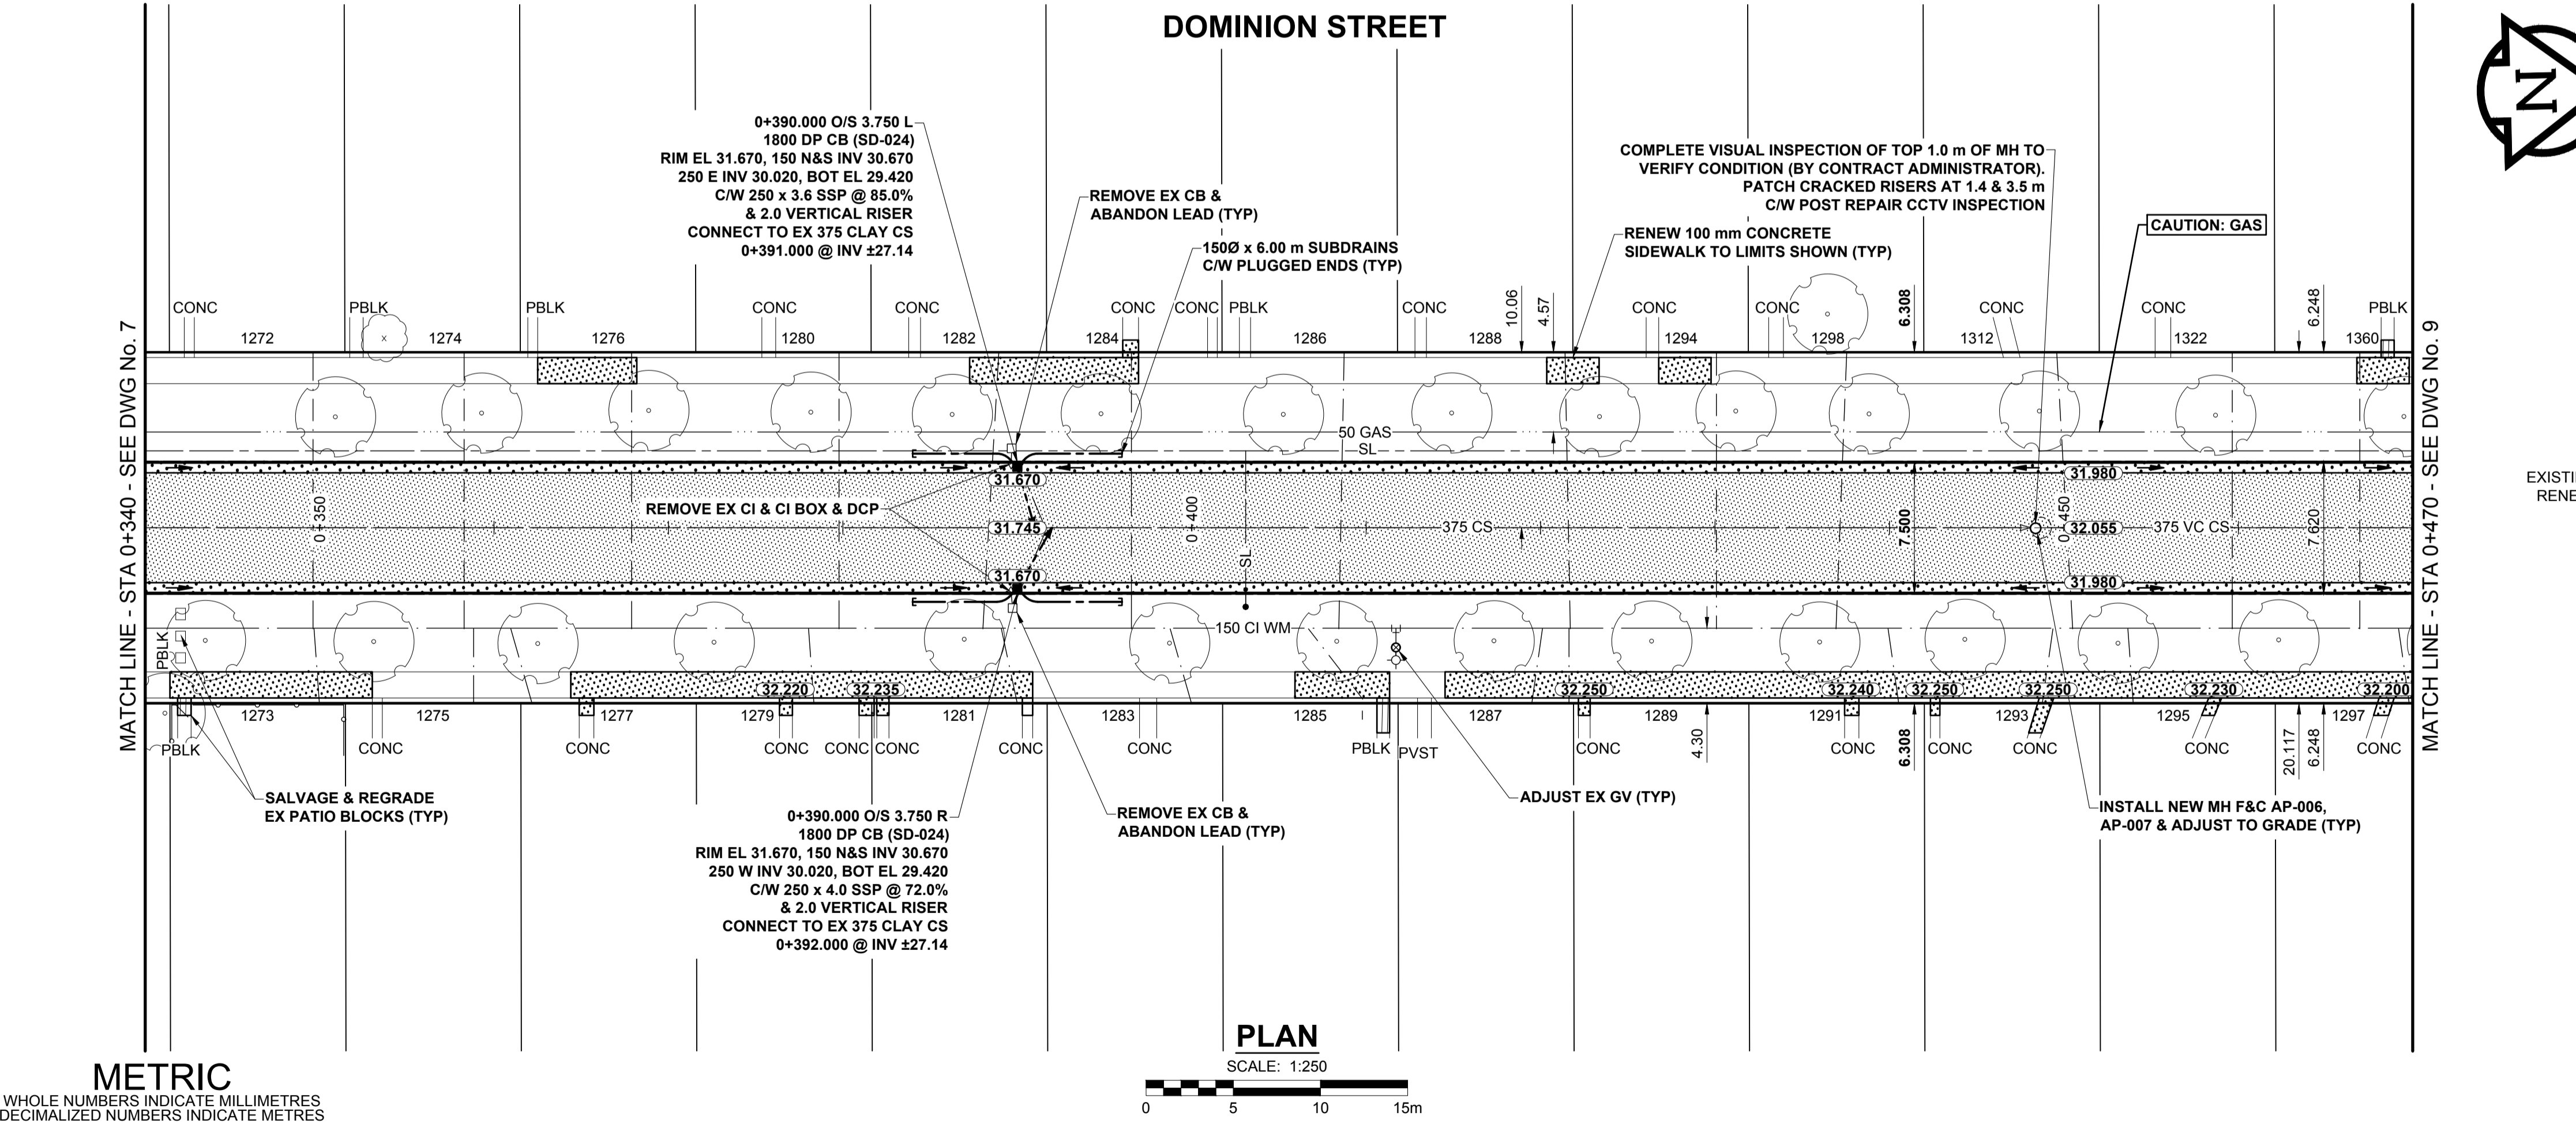 DOMINION STREET
N
0+390.000 O/S 3.750 L
1800 DP CB (SD-024)
RIM EL 31.670, 150 N&S INV 30.670
250 E INV 30.020, BOT EL 29.420
C/W 250 x 3.6 SSP @ 85.0%
& 2.0 VERTICAL RISER
CONNECT TO EX 375 CLAY CS
0+391.000 @ INV ±27.14
REMOVE EX CB &
ABANDON LEAD (TYP)
150Ø x 6.00 m SUBDRAINS
C/W PLUGGED ENDS (TYP)
COMPLETE VISUAL INSPECTION OF TOP 1.0 m OF MH TO
VERIFY CONDITION (BY CONTRACT ADMINISTRATOR).
PATCH CRACKED RISERS AT 1.4 & 3.5 m
C/W POST REPAIR CCTV INSPECTION
RENEW 100 mm CONCRETE
SIDEWALK TO LIMITS SHOWN (TYP)
CAUTION: GAS
CONC PBLK PBLK CONC CONC CONC CONC PBLK CONC 10.06 4.57 CONC CONC 6.308 CONC CONC 6.248 PBLK
1272 1274 x 1276 1280 1282 1284 1286 1288 1294 1298 1312 1322 1360
MATCH LINE - STA 0+340 - SEE DWG No. 7
MATCH LINE - STA 0+470 - SEE DWG No. 9
50 GAS
SL
31.670 31.980
REMOVE EX CI & CI BOX & DCP
0+350 31.745 0+400 375 CS 7.500 0+450 32.055 375 VC CS 7.620
SL
31.670 31.980
EXISTI
RENE
150 CI WM
PBLK
32.220 32.235 32.250 32.240 32.250 32.250 32.230 32.200
1273 1275 1277 1279 1281 1283 1285 1287 1289 1291 1293 1295 1297
PBLK CONC CONC CONC CONC CONC CONC CONC PBLK PVST CONC 4.30 CONC 6.308 CONC CONC CONC 20.117 6.248 CONC
SALVAGE & REGRADE
EX PATIO BLOCKS (TYP)
0+390.000 O/S 3.750 R
1800 DP CB (SD-024)
RIM EL 31.670, 150 N&S INV 30.670
250 W INV 30.020, BOT EL 29.420
C/W 250 x 4.0 SSP @ 72.0%
& 2.0 VERTICAL RISER
CONNECT TO EX 375 CLAY CS
0+392.000 @ INV ±27.14
REMOVE EX CB &
ABANDON LEAD (TYP)
ADJUST EX GV (TYP)
INSTALL NEW MH F&C AP-006,
AP-007 & ADJUST TO GRADE (TYP)
PLAN
SCALE: 1:250
0 5 10 15m
METRIC
WHOLE NUMBERS INDICATE MILLIMETRES
DECIMALIZED NUMBERS INDICATE METRES